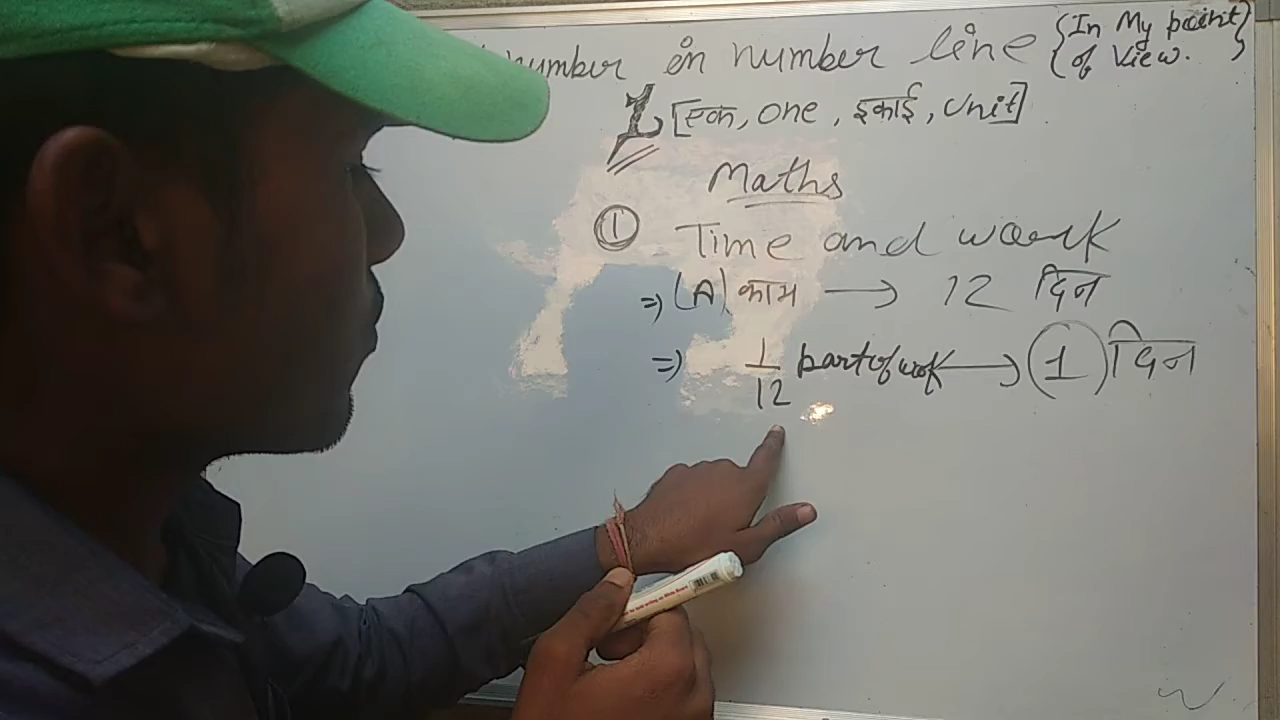 number in number line {In My point of View.}
1 [एक, one, इकाई, Unit]
Maths
① Time and work
⇒ (A) काम → 12 दिन
⇒ 1/12 part of work → (1) दिन